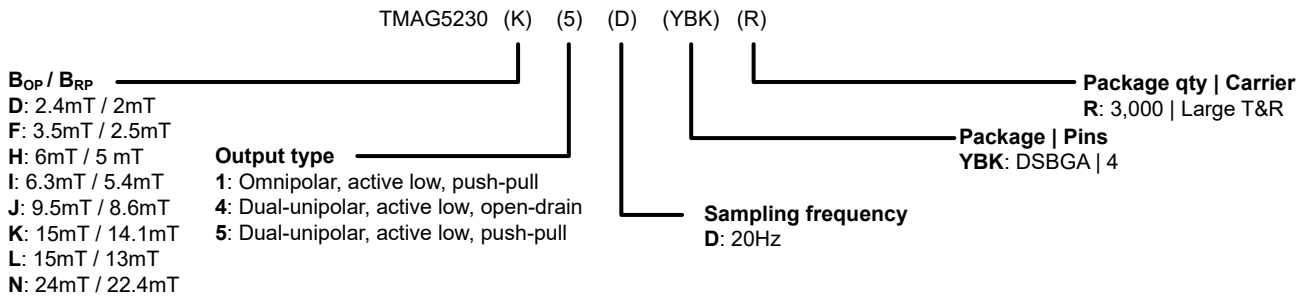 TMAG5230 (K) (5) (D) (YBK) (R)
BOP / BRP
D: 2.4mT / 2mT
F: 3.5mT / 2.5mT
H: 6mT / 5 mT
I: 6.3mT / 5.4mT
J: 9.5mT / 8.6mT
K: 15mT / 14.1mT
L: 15mT / 13mT
N: 24mT / 22.4mT
Output type
1: Omnipolar, active low, push-pull
4: Dual-unipolar, active low, open-drain
5: Dual-unipolar, active low, push-pull
Sampling frequency
D: 20Hz
Package | Pins
YBK: DSBGA | 4
Package qty | Carrier
R: 3,000 | Large T&R